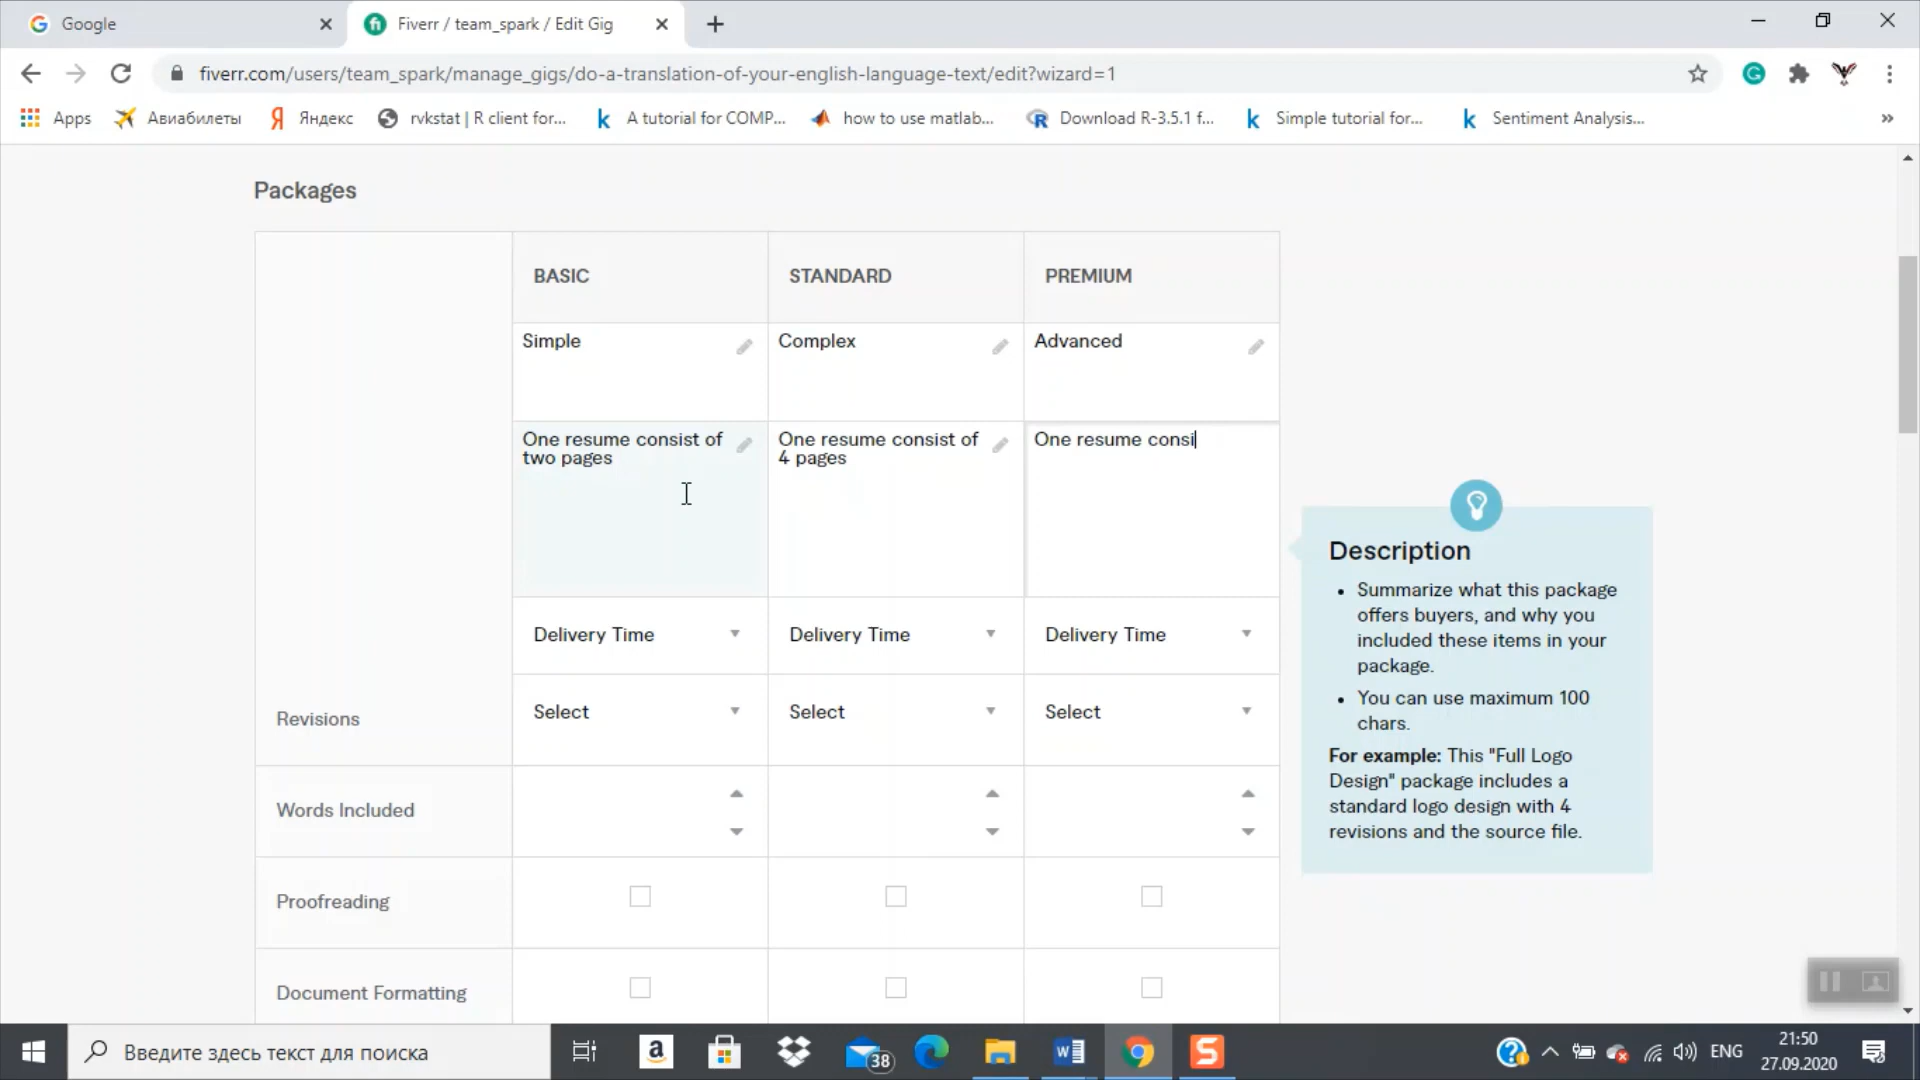 Google
Fiverr / team_spark / Edit Gig
fiverr.com/users/team_spark/manage_gigs/do-a-translation-of-your-english-language-text/edit?wizard=1
Apps
Авиабилеты
Яндекс
rvkstat | R client for...
A tutorial for COMP...
how to use matlab...
Download R-3.5.1 f...
Simple tutorial for...
Sentiment Analysis...
»
Packages
BASIC
STANDARD
PREMIUM
Simple
Complex
Advanced
One resume consist of
two pages
One resume consist of
4 pages
One resume consi
Delivery Time
Delivery Time
Delivery Time
Revisions
Select
Select
Select
Words Included
Proofreading
Document Formatting
Description
• Summarize what this package
offers buyers, and why you
included these items in your
package.
• You can use maximum 100
chars.
For example: This "Full Logo
Design" package includes a
standard logo design with 4
revisions and the source file.
Введите здесь текст для поиска
38
ENG
21:50
27.09.2020